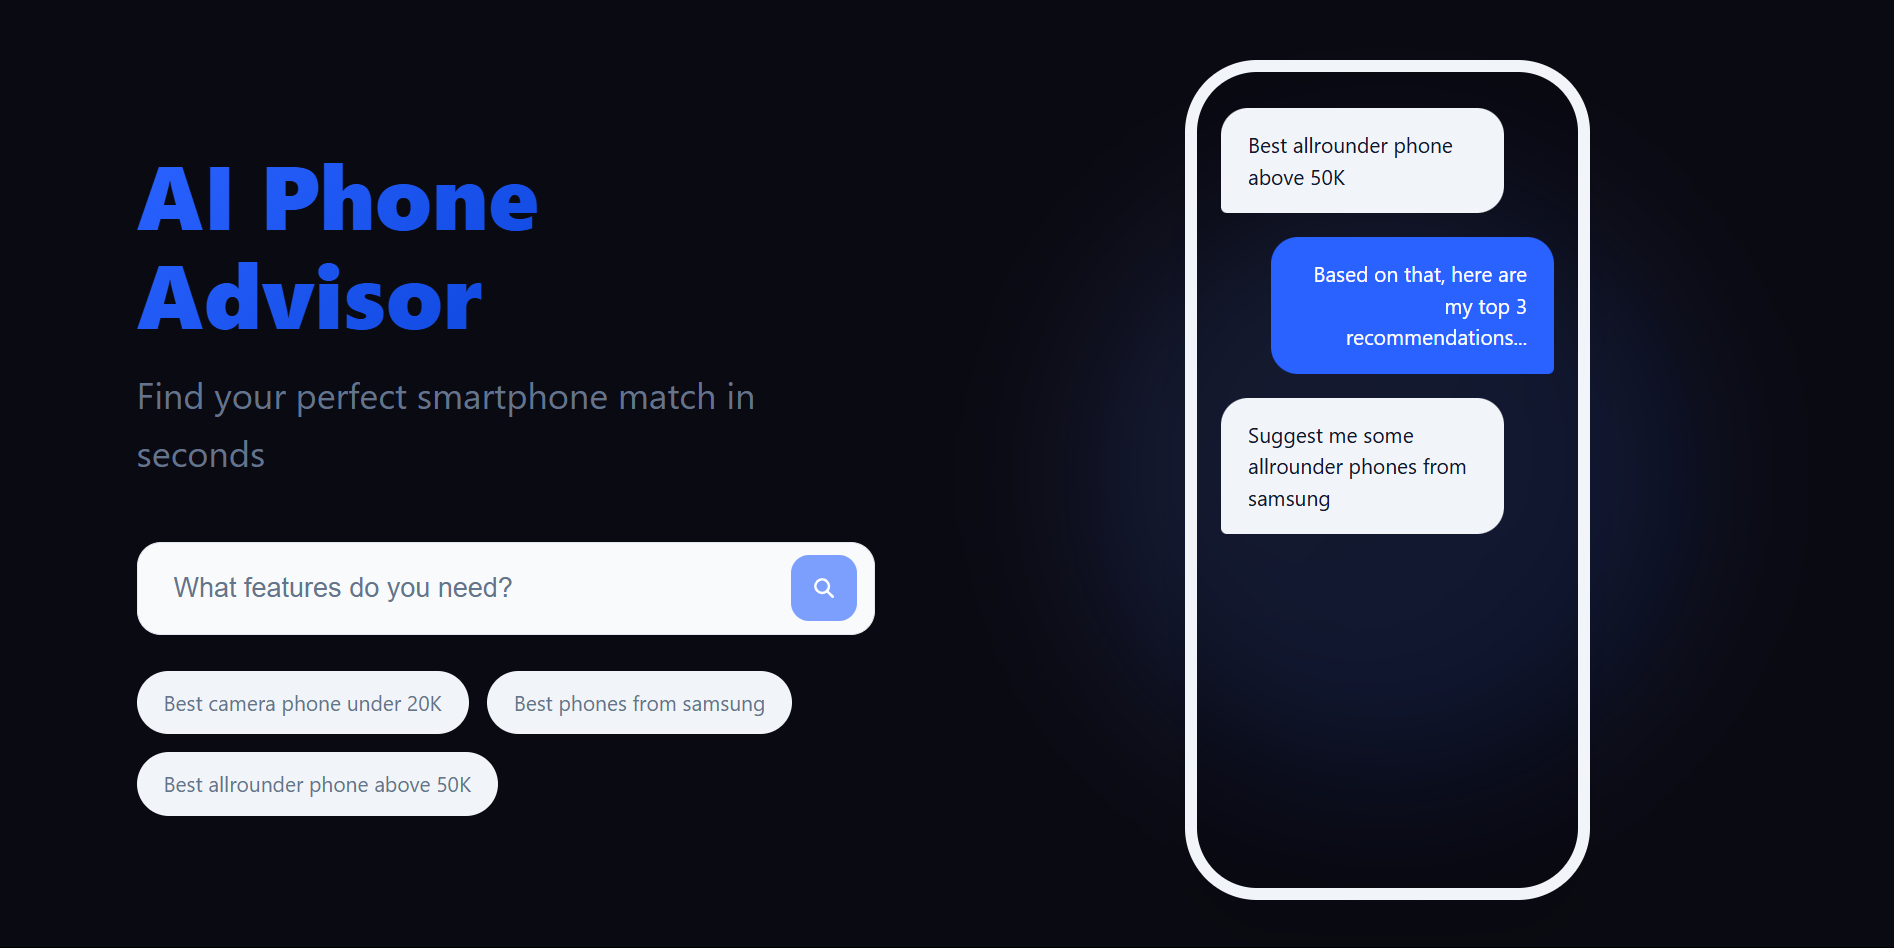 AI Phone
Advisor
Find your perfect smartphone match in
seconds
What features do you need?
Best camera phone under 20K
Best phones from samsung
Best allrounder phone above 50K
Best allrounder phone
above 50K
Based on that, here are
my top 3
recommendations...
Suggest me some
allrounder phones from
samsung